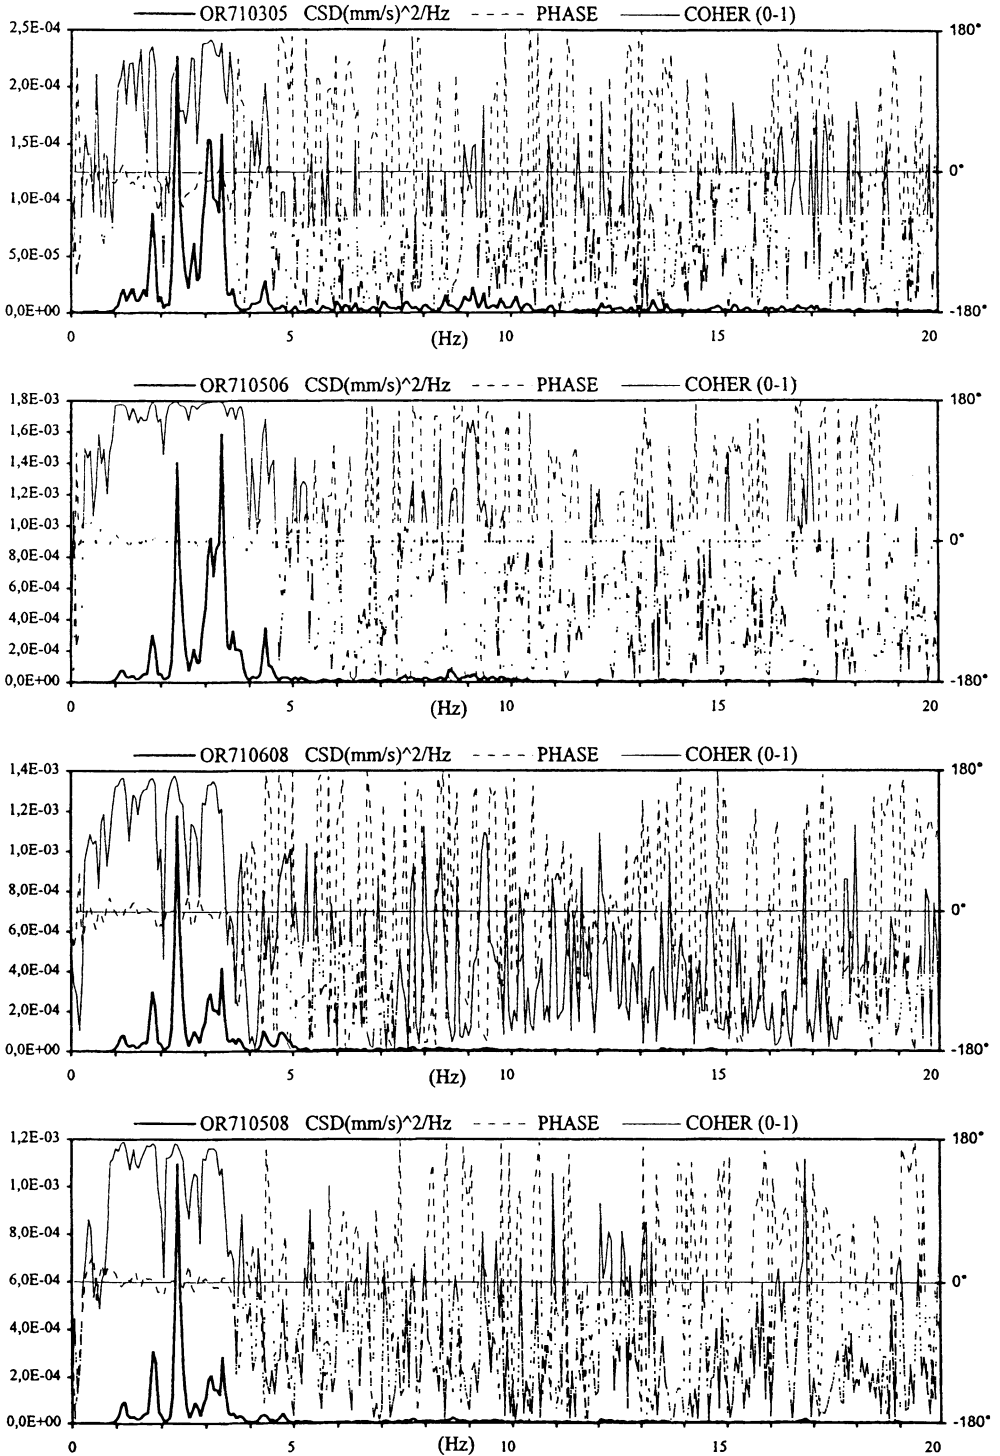 OR710305 CSD(mm/s)^2/Hz PHASE COHER (0-1)
2,5E-04 180°
2,0E-04
1,5E-04
0°
1,0E-04
5,0E-05
0,0E+00 -180°
0 5 (Hz) 10 15 20
OR710506 CSD(mm/s)^2/Hz PHASE COHER (0-1)
1,8E-03 180°
1,6E-03
1,4E-03
1,2E-03
1,0E-03
0°
8,0E-04
6,0E-04
4,0E-04
2,0E-04
0,0E+00 -180°
0 5 (Hz) 10 15 20
OR710608 CSD(mm/s)^2/Hz PHASE COHER (0-1)
1,4E-03 180°
1,2E-03
1,0E-03
8,0E-04
0°
6,0E-04
4,0E-04
2,0E-04
0,0E+00 -180°
0 5 (Hz) 10 15 20
OR710508 CSD(mm/s)^2/Hz PHASE COHER (0-1)
1,2E-03 180°
1,0E-03
8,0E-04
6,0E-04 0°
4,0E-04
2,0E-04
0,0E+00 -180°
0 5 (Hz) 10 15 20